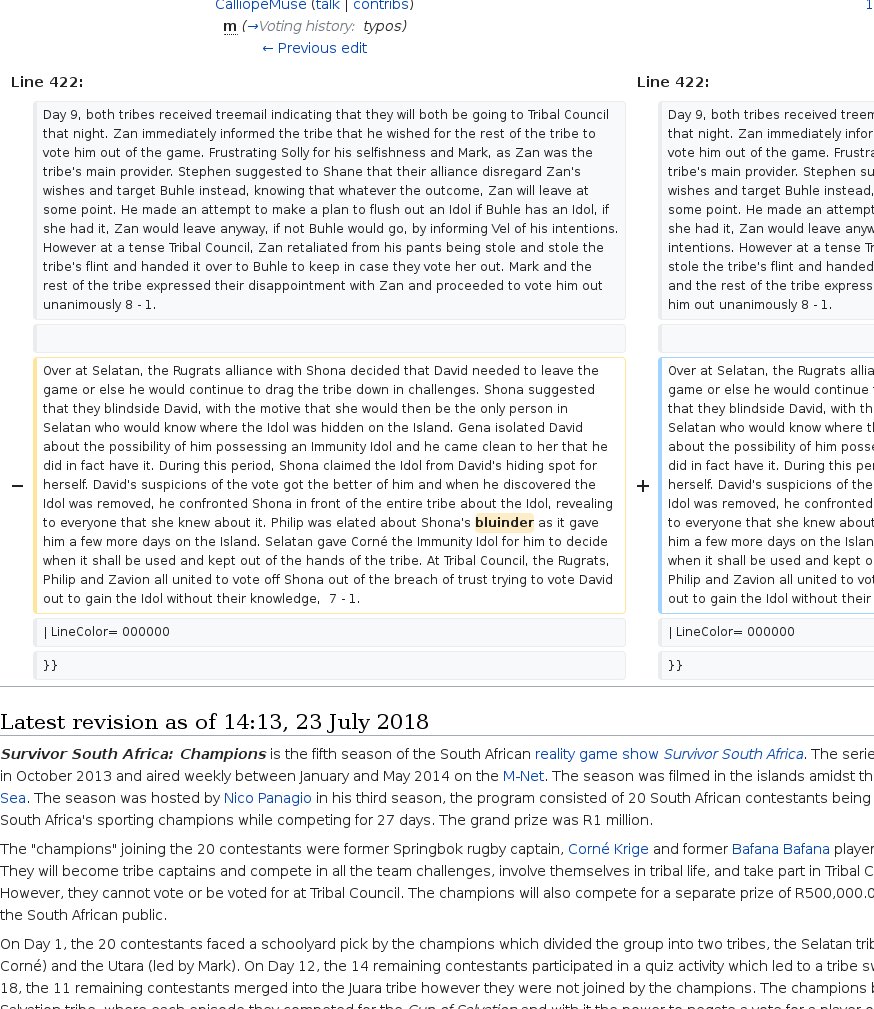 CalliopeMuse (talk | contribs)
1
m (→Voting history: typos)
← Previous edit
Line 422:
Line 422:
Day 9, both tribes received treemail indicating that they will both be going to Tribal Council
that night. Zan immediately informed the tribe that he wished for the rest of the tribe to
vote him out of the game. Frustrating Solly for his selfishness and Mark, as Zan was the
tribe's main provider. Stephen suggested to Shane that their alliance disregard Zan's
wishes and target Buhle instead, knowing that whatever the outcome, Zan will leave at
some point. He made an attempt to make a plan to flush out an Idol if Buhle has an Idol, if
she had it, Zan would leave anyway, if not Buhle would go, by informing Vel of his intentions.
However at a tense Tribal Council, Zan retaliated from his pants being stole and stole the
tribe's flint and handed it over to Buhle to keep in case they vote her out. Mark and the
rest of the tribe expressed their disappointment with Zan and proceeded to vote him out
unanimously 8 - 1.
Day 9, both tribes received treem
that night. Zan immediately infor
vote him out of the game. Frustra
tribe's main provider. Stephen su
wishes and target Buhle instead,
some point. He made an attempt
she had it, Zan would leave anyw
intentions. However at a tense Tr
stole the tribe's flint and handed
and the rest of the tribe express
him out unanimously 8 - 1.
−
Over at Selatan, the Rugrats alliance with Shona decided that David needed to leave the
game or else he would continue to drag the tribe down in challenges. Shona suggested
that they blindside David, with the motive that she would then be the only person in
Selatan who would know where the Idol was hidden on the Island. Gena isolated David
about the possibility of him possessing an Immunity Idol and he came clean to her that he
did in fact have it. During this period, Shona claimed the Idol from David's hiding spot for
herself. David's suspicions of the vote got the better of him and when he discovered the
Idol was removed, he confronted Shona in front of the entire tribe about the Idol, revealing
to everyone that she knew about it. Philip was elated about Shona's bluinder as it gave
him a few more days on the Island. Selatan gave Corné the Immunity Idol for him to decide
when it shall be used and kept out of the hands of the tribe. At Tribal Council, the Rugrats,
Philip and Zavion all united to vote off Shona out of the breach of trust trying to vote David
out to gain the Idol without their knowledge,  7 - 1.
+
Over at Selatan, the Rugrats allia
game or else he would continue
that they blindside David, with th
Selatan who would know where t
about the possibility of him posse
did in fact have it. During this per
herself. David's suspicions of the
Idol was removed, he confronted
to everyone that she knew about
him a few more days on the Islan
when it shall be used and kept o
Philip and Zavion all united to vot
out to gain the Idol without their
| LineColor= 000000
| LineColor= 000000
}}
}}
Latest revision as of 14:13, 23 July 2018
Survivor South Africa: Champions is the fifth season of the South African reality game show Survivor South Africa. The serie
in October 2013 and aired weekly between January and May 2014 on the M-Net. The season was filmed in the islands amidst th
Sea. The season was hosted by Nico Panagio in his third season, the program consisted of 20 South African contestants being
South Africa's sporting champions while competing for 27 days. The grand prize was R1 million.
The "champions" joining the 20 contestants were former Springbok rugby captain, Corné Krige and former Bafana Bafana player
They will become tribe captains and compete in all the team challenges, involve themselves in tribal life, and take part in Tribal C
However, they cannot vote or be voted for at Tribal Council. The champions will also compete for a separate prize of R500,000.0
the South African public.
On Day 1, the 20 contestants faced a schoolyard pick by the champions which divided the group into two tribes, the Selatan trib
Corné) and the Utara (led by Mark). On Day 12, the 14 remaining contestants participated in a quiz activity which led to a tribe sv
18, the 11 remaining contestants merged into the Juara tribe however they were not joined by the champions. The champions b
Salvation tribe, where each episode they competed for the Cup of Salvation and with it the power to negate a vote for a player o